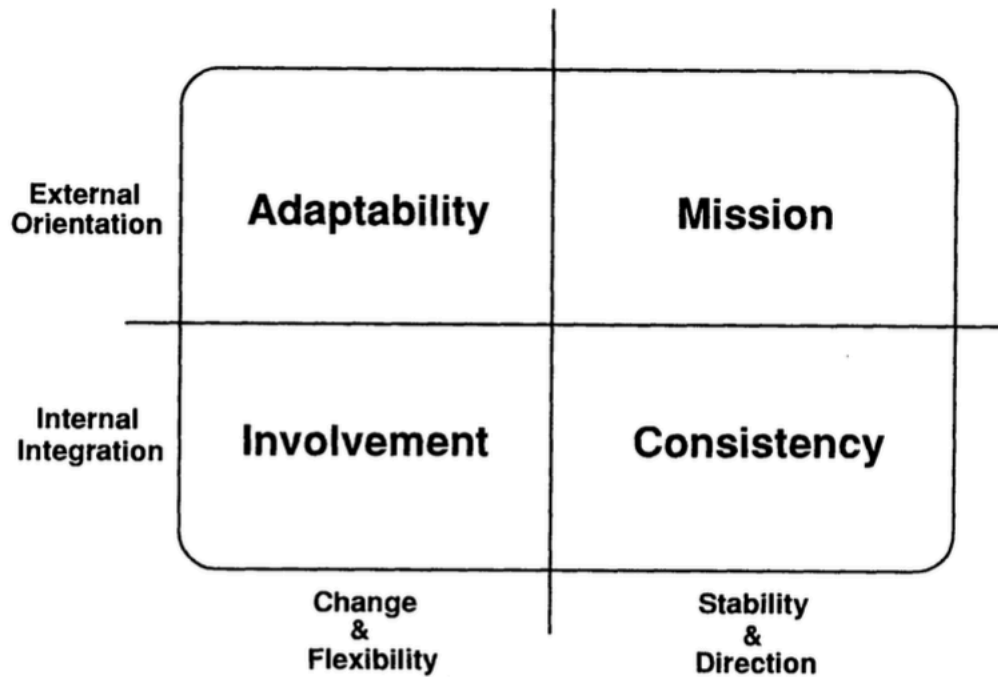 External
Orientation
Adaptability
Mission
Internal
Integration
Involvement
Consistency
Change
&
Flexibility
Stability
&
Direction